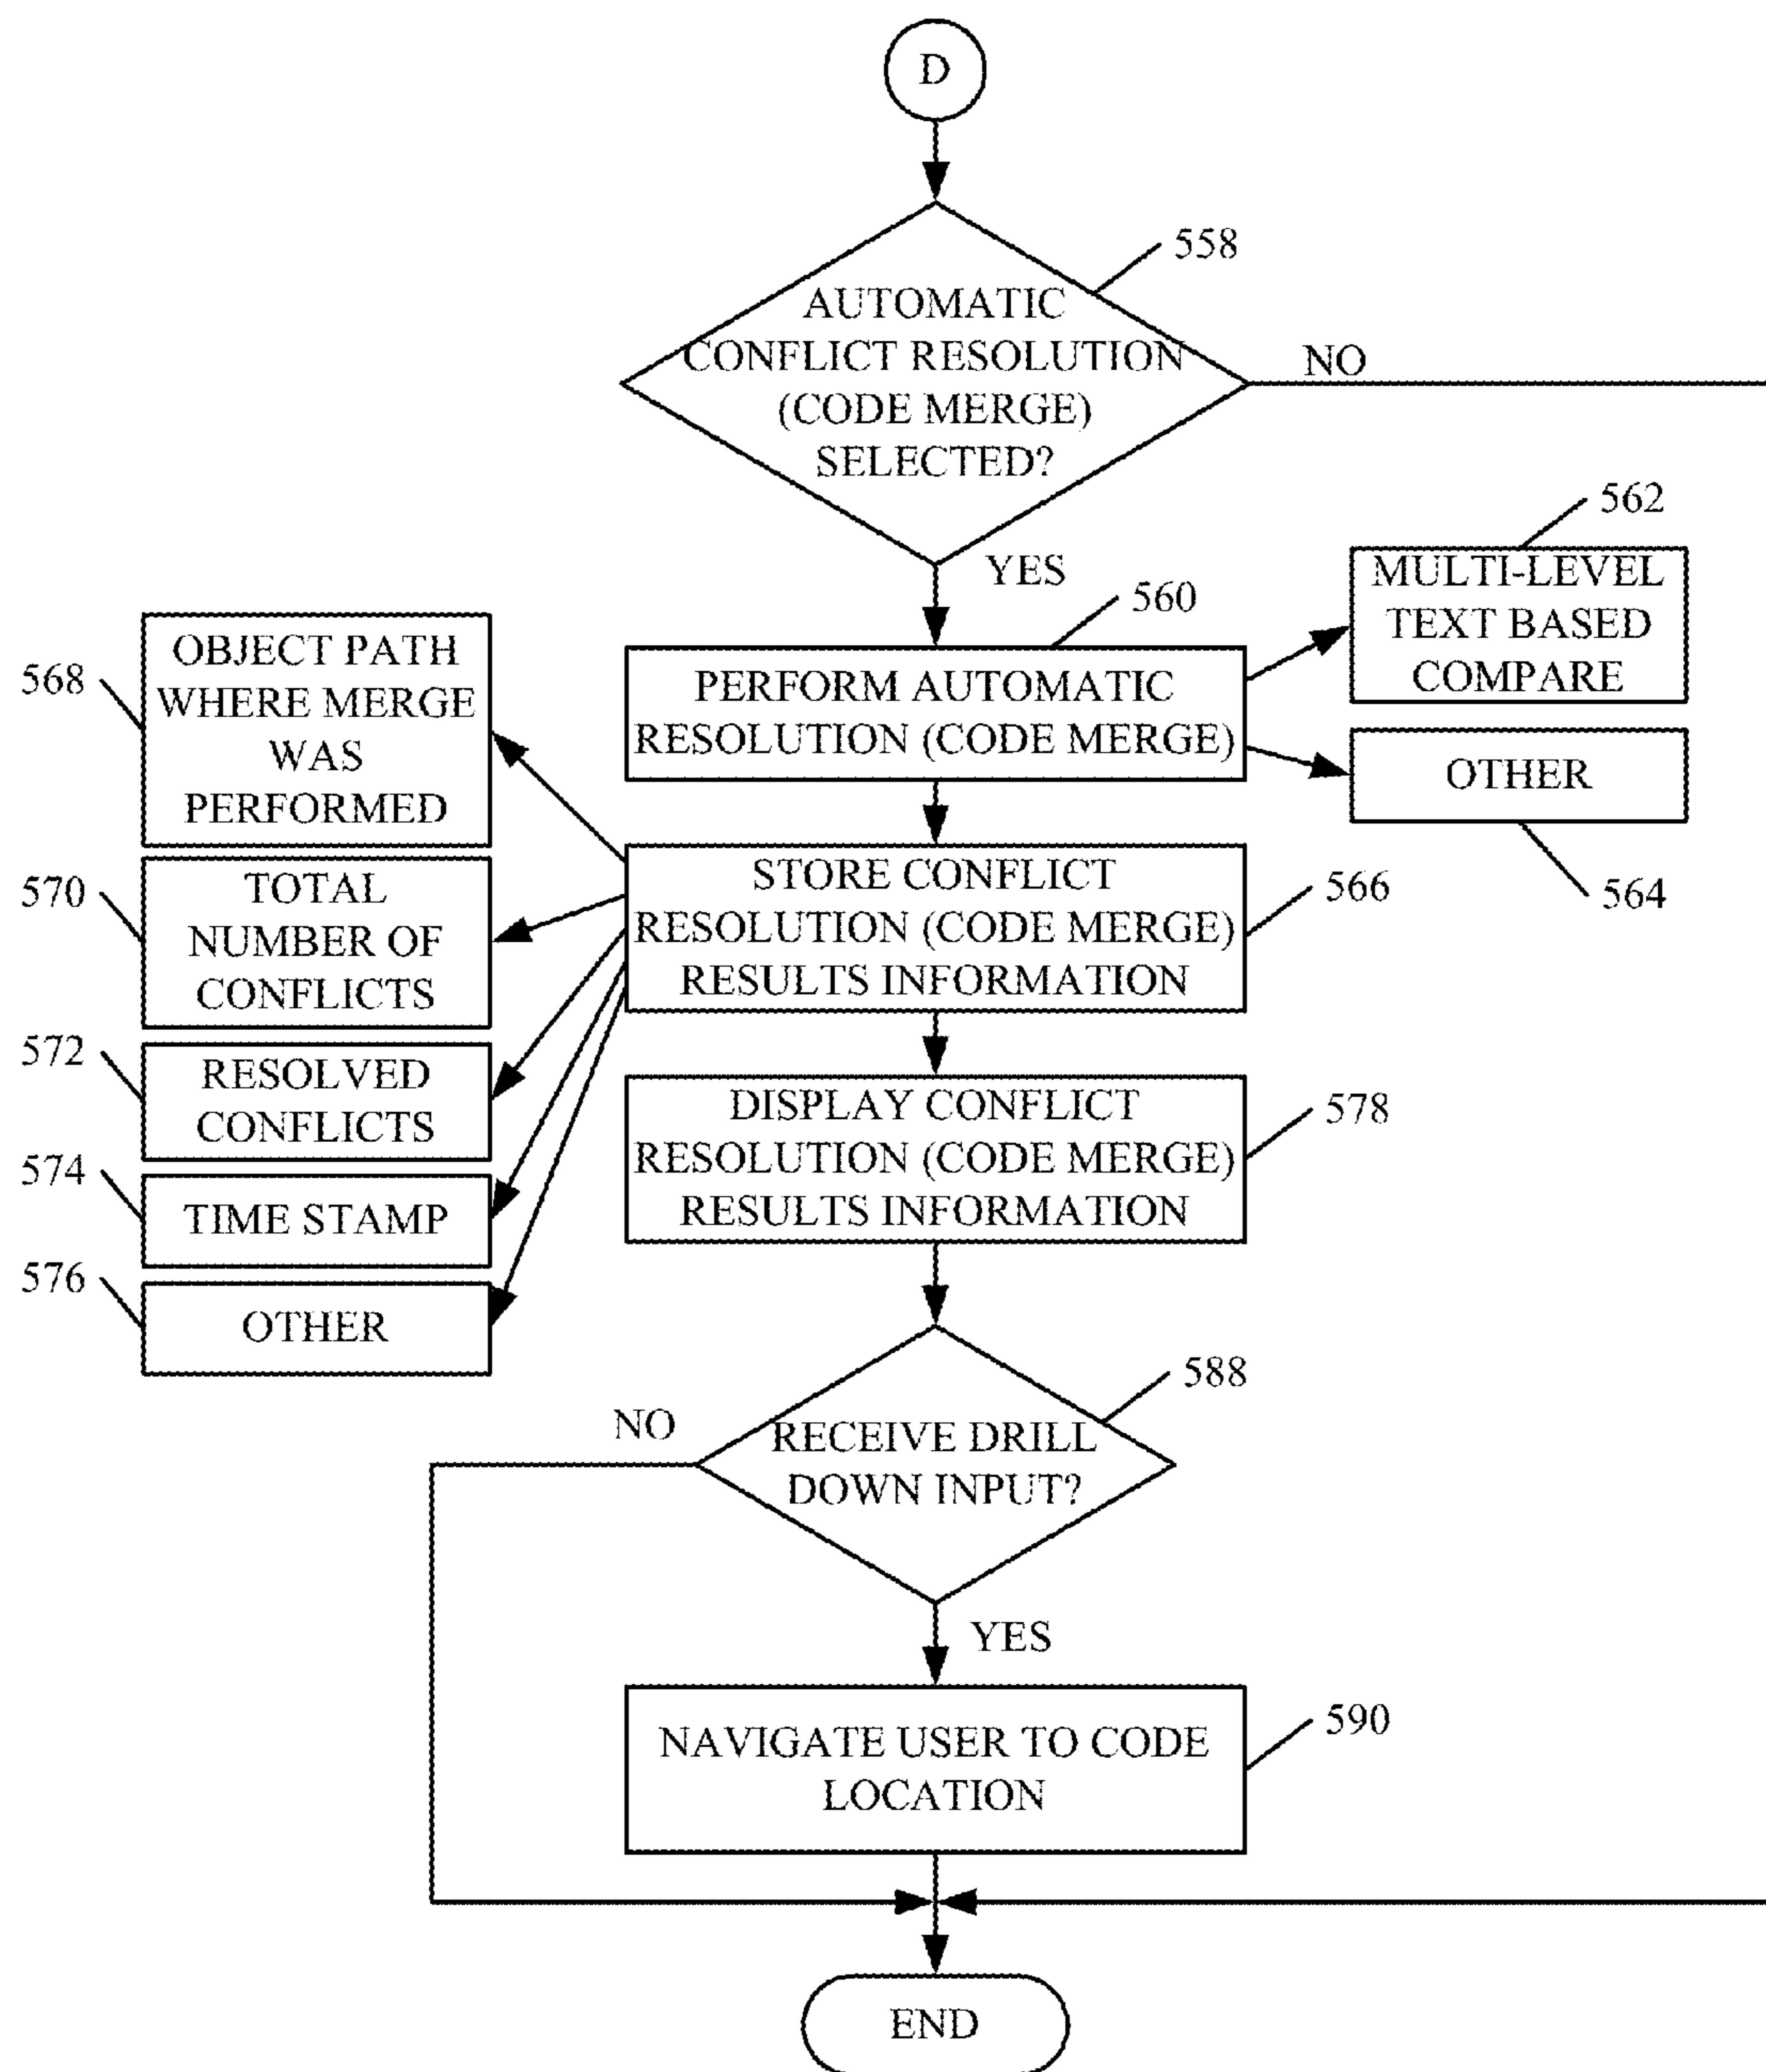 D
558
AUTOMATIC
CONFLICT RESOLUTION
(CODE MERGE)
SELECTED?
NO
YES
562
MULTI-LEVEL
TEXT BASED
COMPARE
560
PERFORM AUTOMATIC
RESOLUTION (CODE MERGE)
OTHER
564
568
OBJECT PATH
WHERE MERGE
WAS
PERFORMED
570
TOTAL
NUMBER OF
CONFLICTS
STORE CONFLICT
RESOLUTION (CODE MERGE)
RESULTS INFORMATION
566
572
RESOLVED
CONFLICTS
574
TIME STAMP
576
OTHER
DISPLAY CONFLICT
RESOLUTION (CODE MERGE)
RESULTS INFORMATION
578
588
NO
RECEIVE DRILL
DOWN INPUT?
YES
NAVIGATE USER TO CODE
LOCATION
590
END